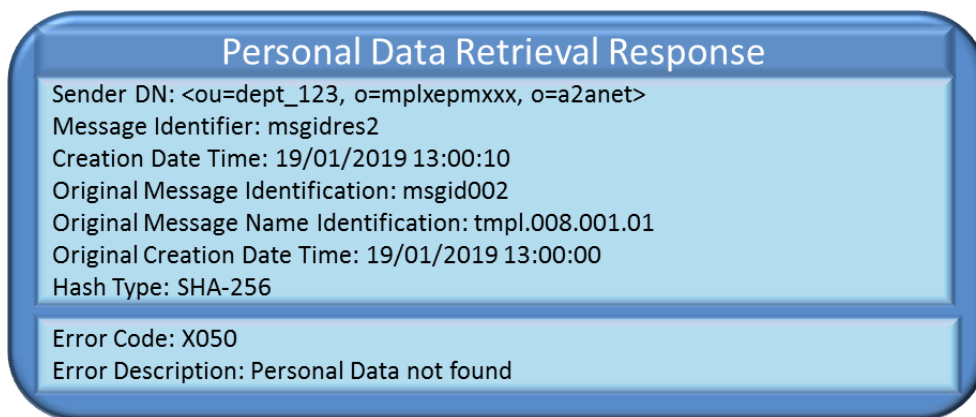 Personal Data Retrieval Response
Sender DN: <ou=dept_123, o=mplxepmxxx, o=a2anet>
Message Identifier: msgidres2
Creation Date Time: 19/01/2019 13:00:10
Original Message Identification: msgid002
Original Message Name Identification: tmpl.008.001.01
Original Creation Date Time: 19/01/2019 13:00:00
Hash Type: SHA-256
Error Code: X050
Error Description: Personal Data not found